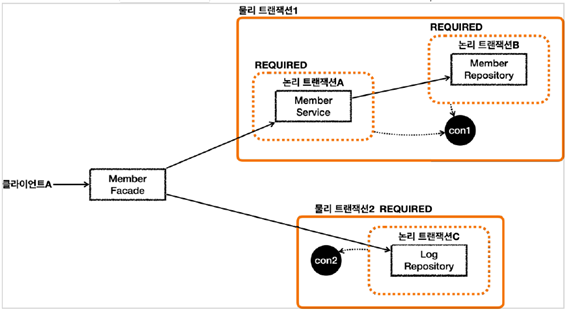 물리 트랜잭션1
REQUIRED
논리 트랜잭션B
Member
Repository
REQUIRED
논리 트랜잭션A
Member
Service
con1
클라이언트A
Member
Facade
물리 트랜잭션2 REQUIRED
논리 트랜잭션C
con2
Log
Repository